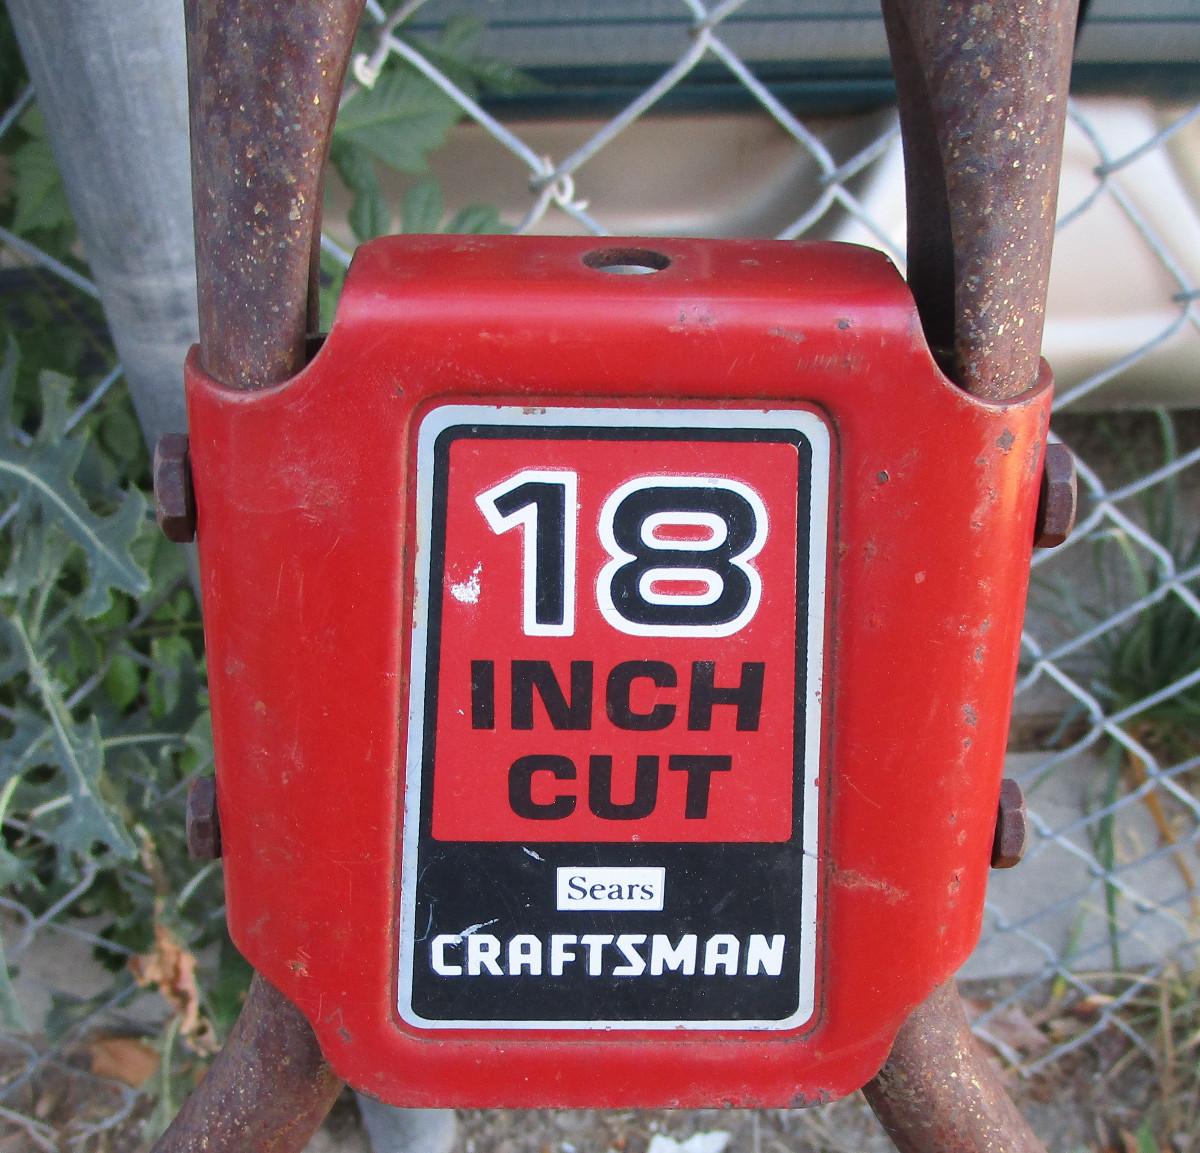 18
INCH
CUT
Sears
CRAFTSMAN